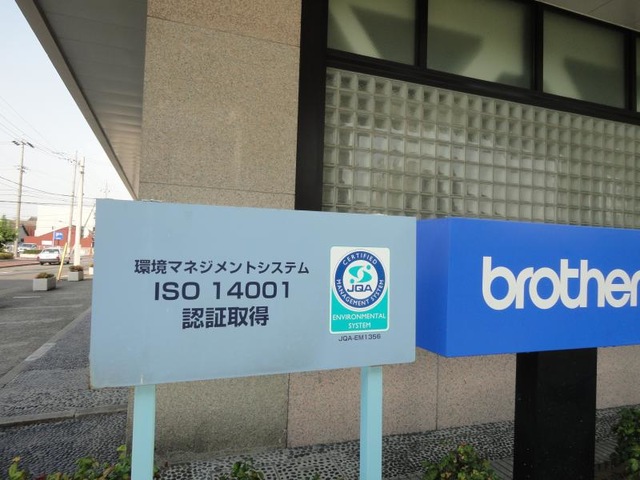 環境マネジメントシステム
ISO 14001
認証取得
CERTIFIED
JQA
MANAGEMENT SYSTEM
ENVIRONMENTAL
SYSTEM
JQA-EM1356
brother